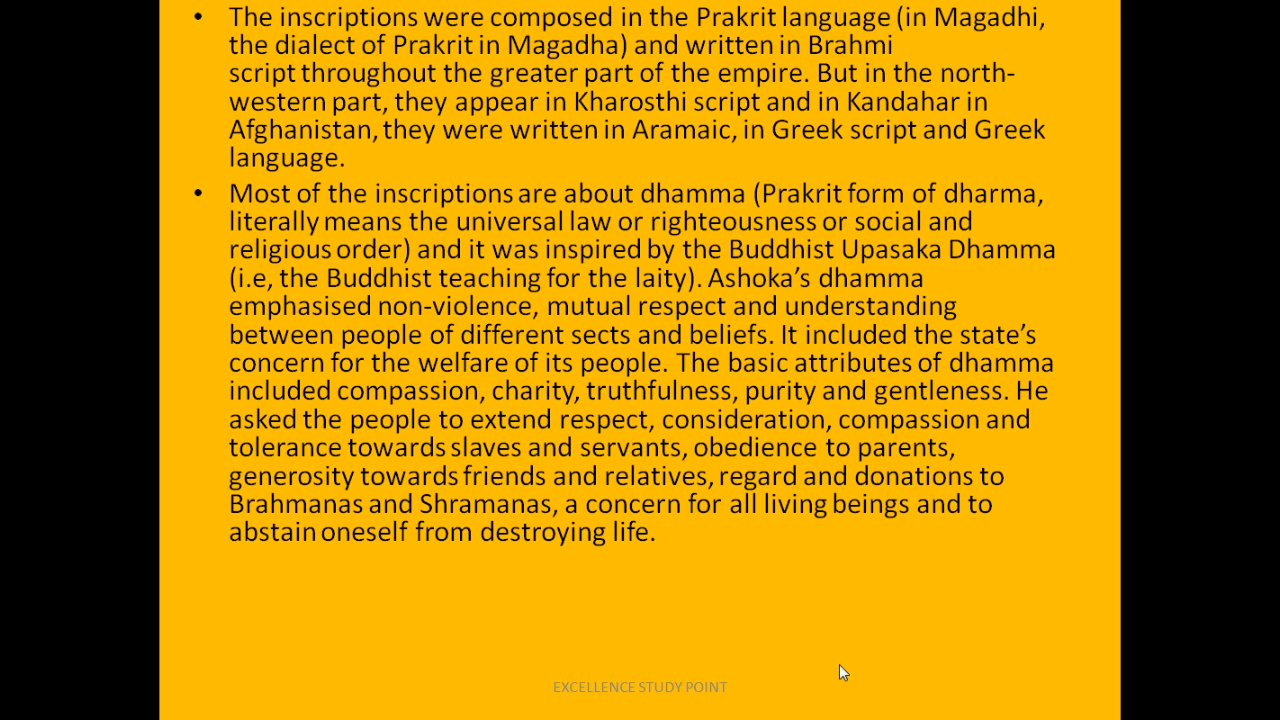 • The inscriptions were composed in the Prakrit language (in Magadhi,
the dialect of Prakrit in Magadha) and written in Brahmi
script throughout the greater part of the empire. But in the north-
western part, they appear in Kharosthi script and in Kandahar in
Afghanistan, they were written in Aramaic, in Greek script and Greek
language.
• Most of the inscriptions are about dhamma (Prakrit form of dharma,
literally means the universal law or righteousness or social and
religious order) and it was inspired by the Buddhist Upasaka Dhamma
(i.e, the Buddhist teaching for the laity). Ashoka’s dhamma
emphasised non-violence, mutual respect and understanding
between people of different sects and beliefs. It included the state’s
concern for the welfare of its people. The basic attributes of dhamma
included compassion, charity, truthfulness, purity and gentleness. He
asked the people to extend respect, consideration, compassion and
tolerance towards slaves and servants, obedience to parents,
generosity towards friends and relatives, regard and donations to
Brahmanas and Shramanas, a concern for all living beings and to
abstain oneself from destroying life.
EXCELLENCE STUDY POINT